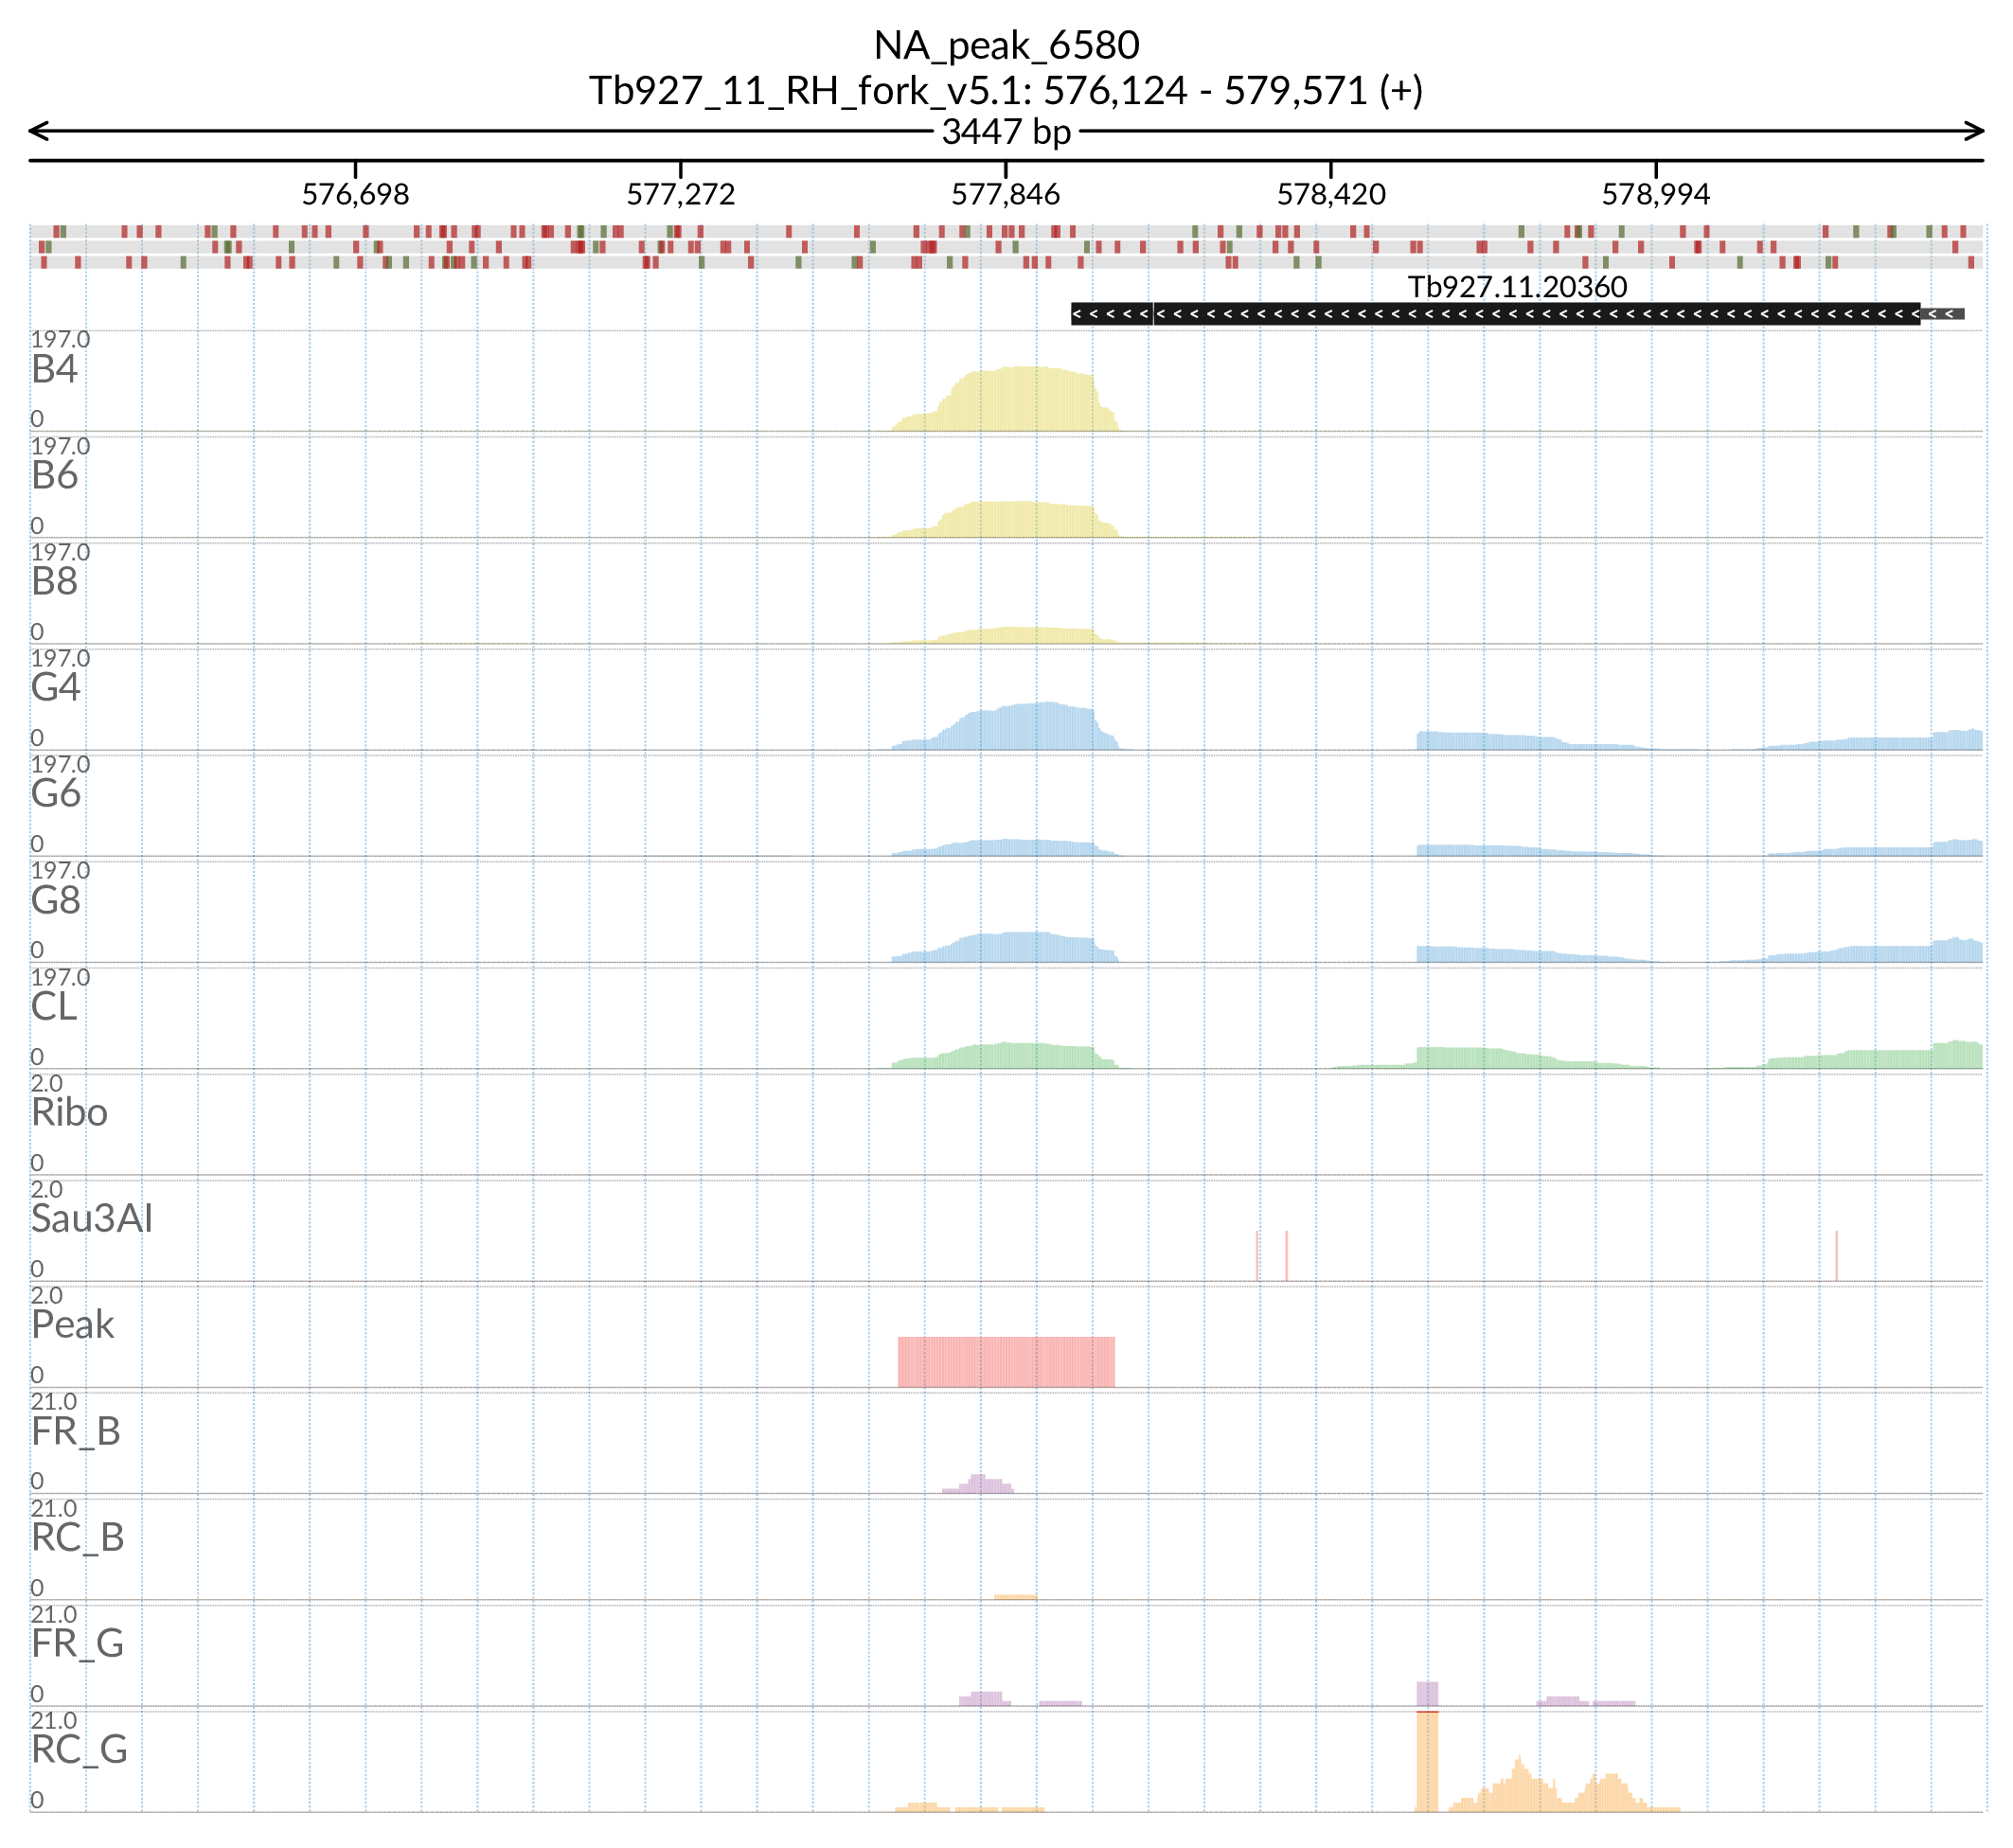 NA_peak_6580
Tb927_11_RH_fork_v5.1: 576,124 - 579,571 (+)
3447 bp
576,698 577,272 577,846 578,420 578,994
Tb927.11.20360
197.0
B4
0
197.0
B6
0
197.0
B8
0
197.0
G4
0
197.0
G6
0
197.0
G8
0
197.0
CL
0
2.0
Ribo
0
2.0
Sau3AI
0
2.0
Peak
0
21.0
FR_B
0
21.0
RC_B
0
21.0
FR_G
0
21.0
RC_G
0